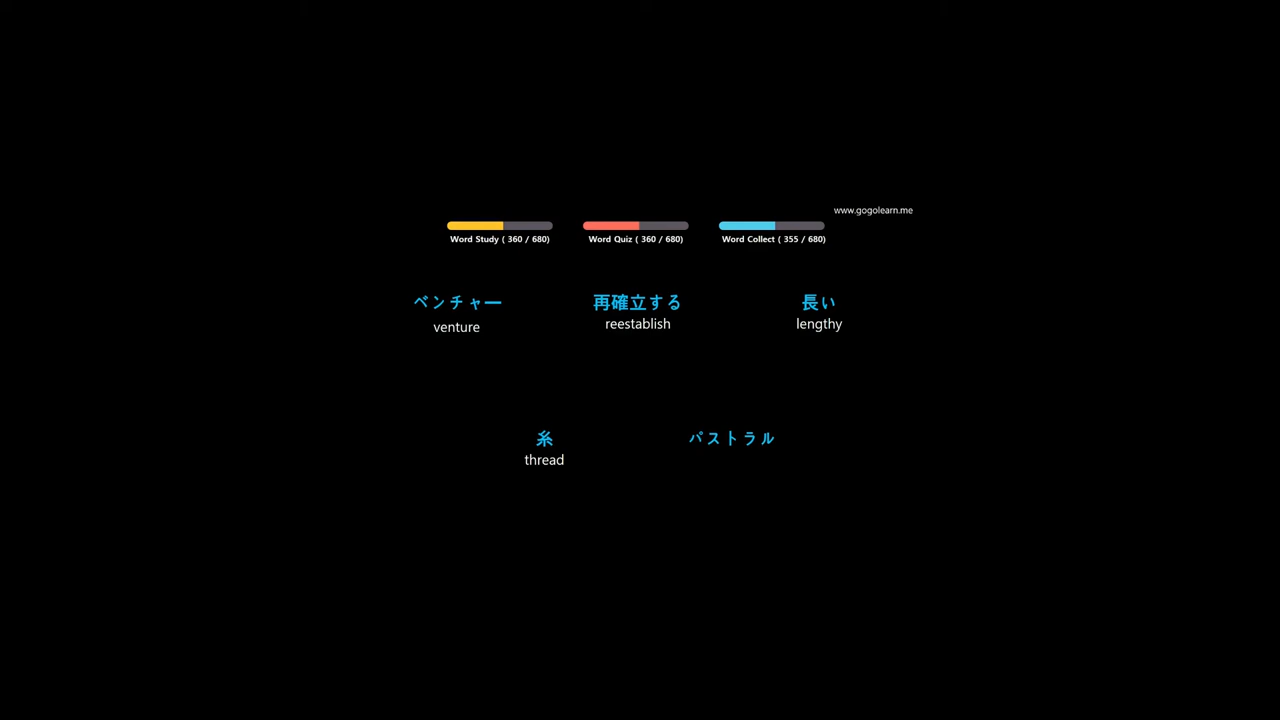 www.gogolearn.me
Word Study ( 360 / 680)
Word Quiz ( 360 / 680)
Word Collect ( 355 / 680)
ベンチャー
再確立する
長い
venture
reestablish
lengthy
糸
パストラル
thread